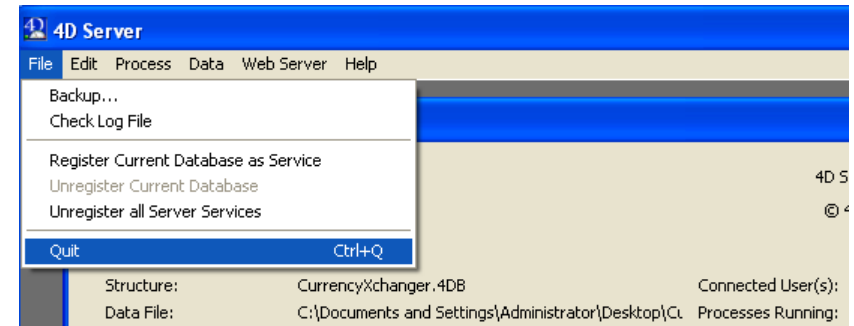 4D Server
File Edit Process Data Web Server Help
Backup...
Check Log File
Register Current Database as Service
Unregister Current Database
Unregister all Server Services
4D S
© 4
Quit Ctrl+Q
Structure: CurrencyXchanger.4DB Connected User(s):
Data File: C:\Documents and Settings\Administrator\Desktop\Cu Processes Running: